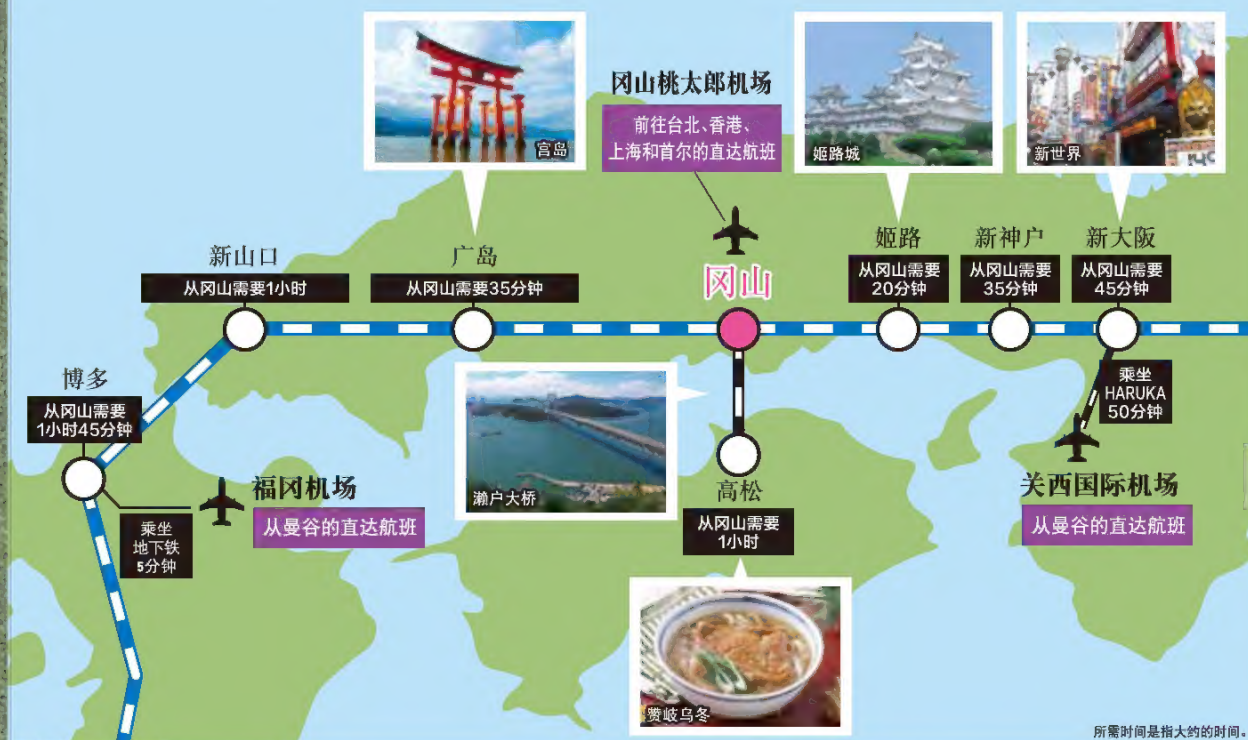 宫岛
冈山桃太郎机场
前往台北、香港、
上海和首尔的直达航班
姬路城
新世界
新山口
从冈山需要1小时
广岛
从冈山需要35分钟
冈山
姬路
从冈山需要
20分钟
新神户
从冈山需要
35分钟
新大阪
从冈山需要
45分钟
博多
从冈山需要
1小时45分钟
乘坐
地下铁
5分钟
福冈机场
从曼谷的直达航班
濑户大桥
高松
从冈山需要
1小时
赞岐乌冬
乘坐
HARUKA
50分钟
关西国际机场
从曼谷的直达航班
所需时间是指大约的时间。